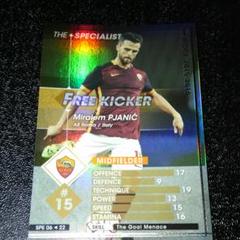 THE SPECIALIST
FREE KICKER
Miralem PJANIĆ
AS Roma / Italy
MIDFIELDER
OFFENCE 17
DEFENCE 9
TECHNIQUE 19
POWER 13
SPEED 15
STAMINA 16
# 15
SPE 06 ◄ 22 SKILL The Goal Menace